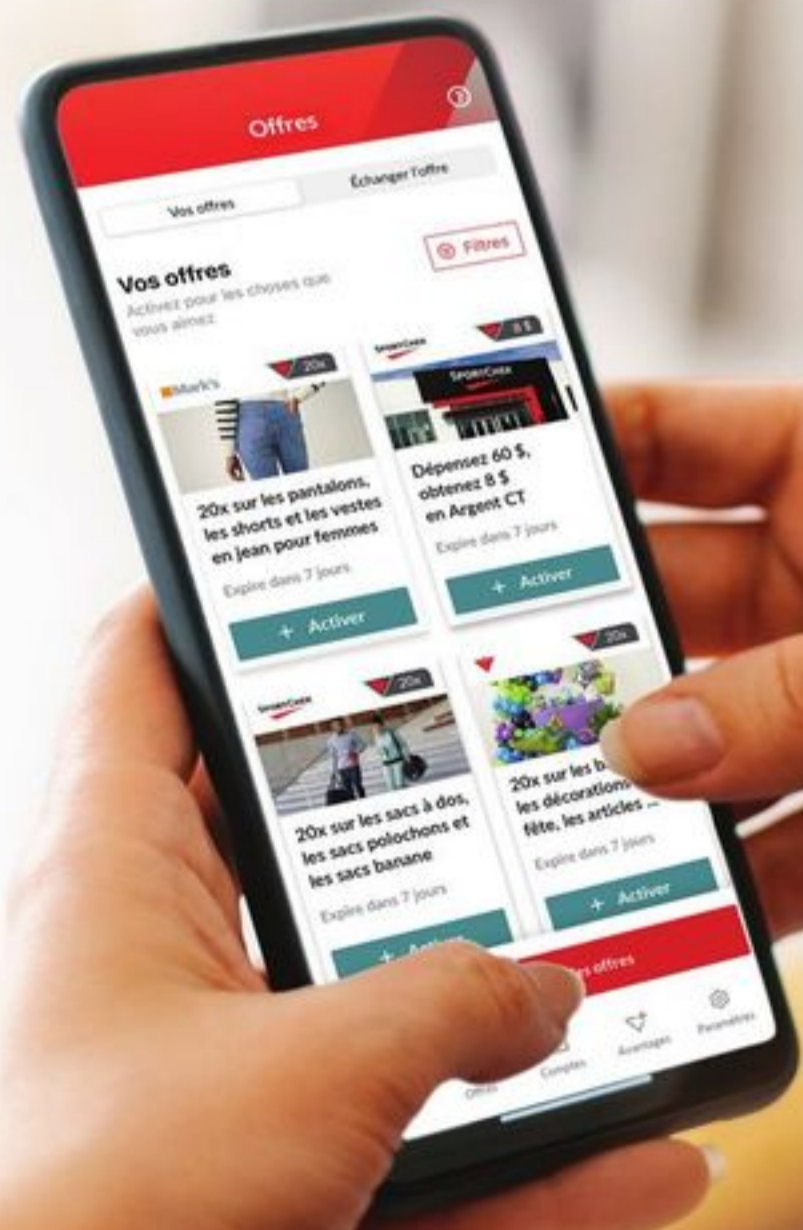 Offres
Vos offres
Échanger l'offre
Vos offres
Filtres
Activez pour les choses que
vous aimez
Mark's
20x
20x sur les pantalons,
les shorts et les vestes
en jean pour femmes
Expire dans 7 jours
+ Activer
SPORTCHEK
8 $
SPORTCHEK
Dépensez 60 $,
obtenez 8 $
en Argent CT
Expire dans 7 jours
+ Activer
SPORTCHEK
20x
20x sur les sacs à dos,
les sacs polochons et
les sacs banane
Expire dans 7 jours
+ Activer
20x
20x sur les
les décorations
fête, les articles ...
Expire dans 7 jours
+ Activer
offres
Offres
Comptes
Avantages
Paramètres